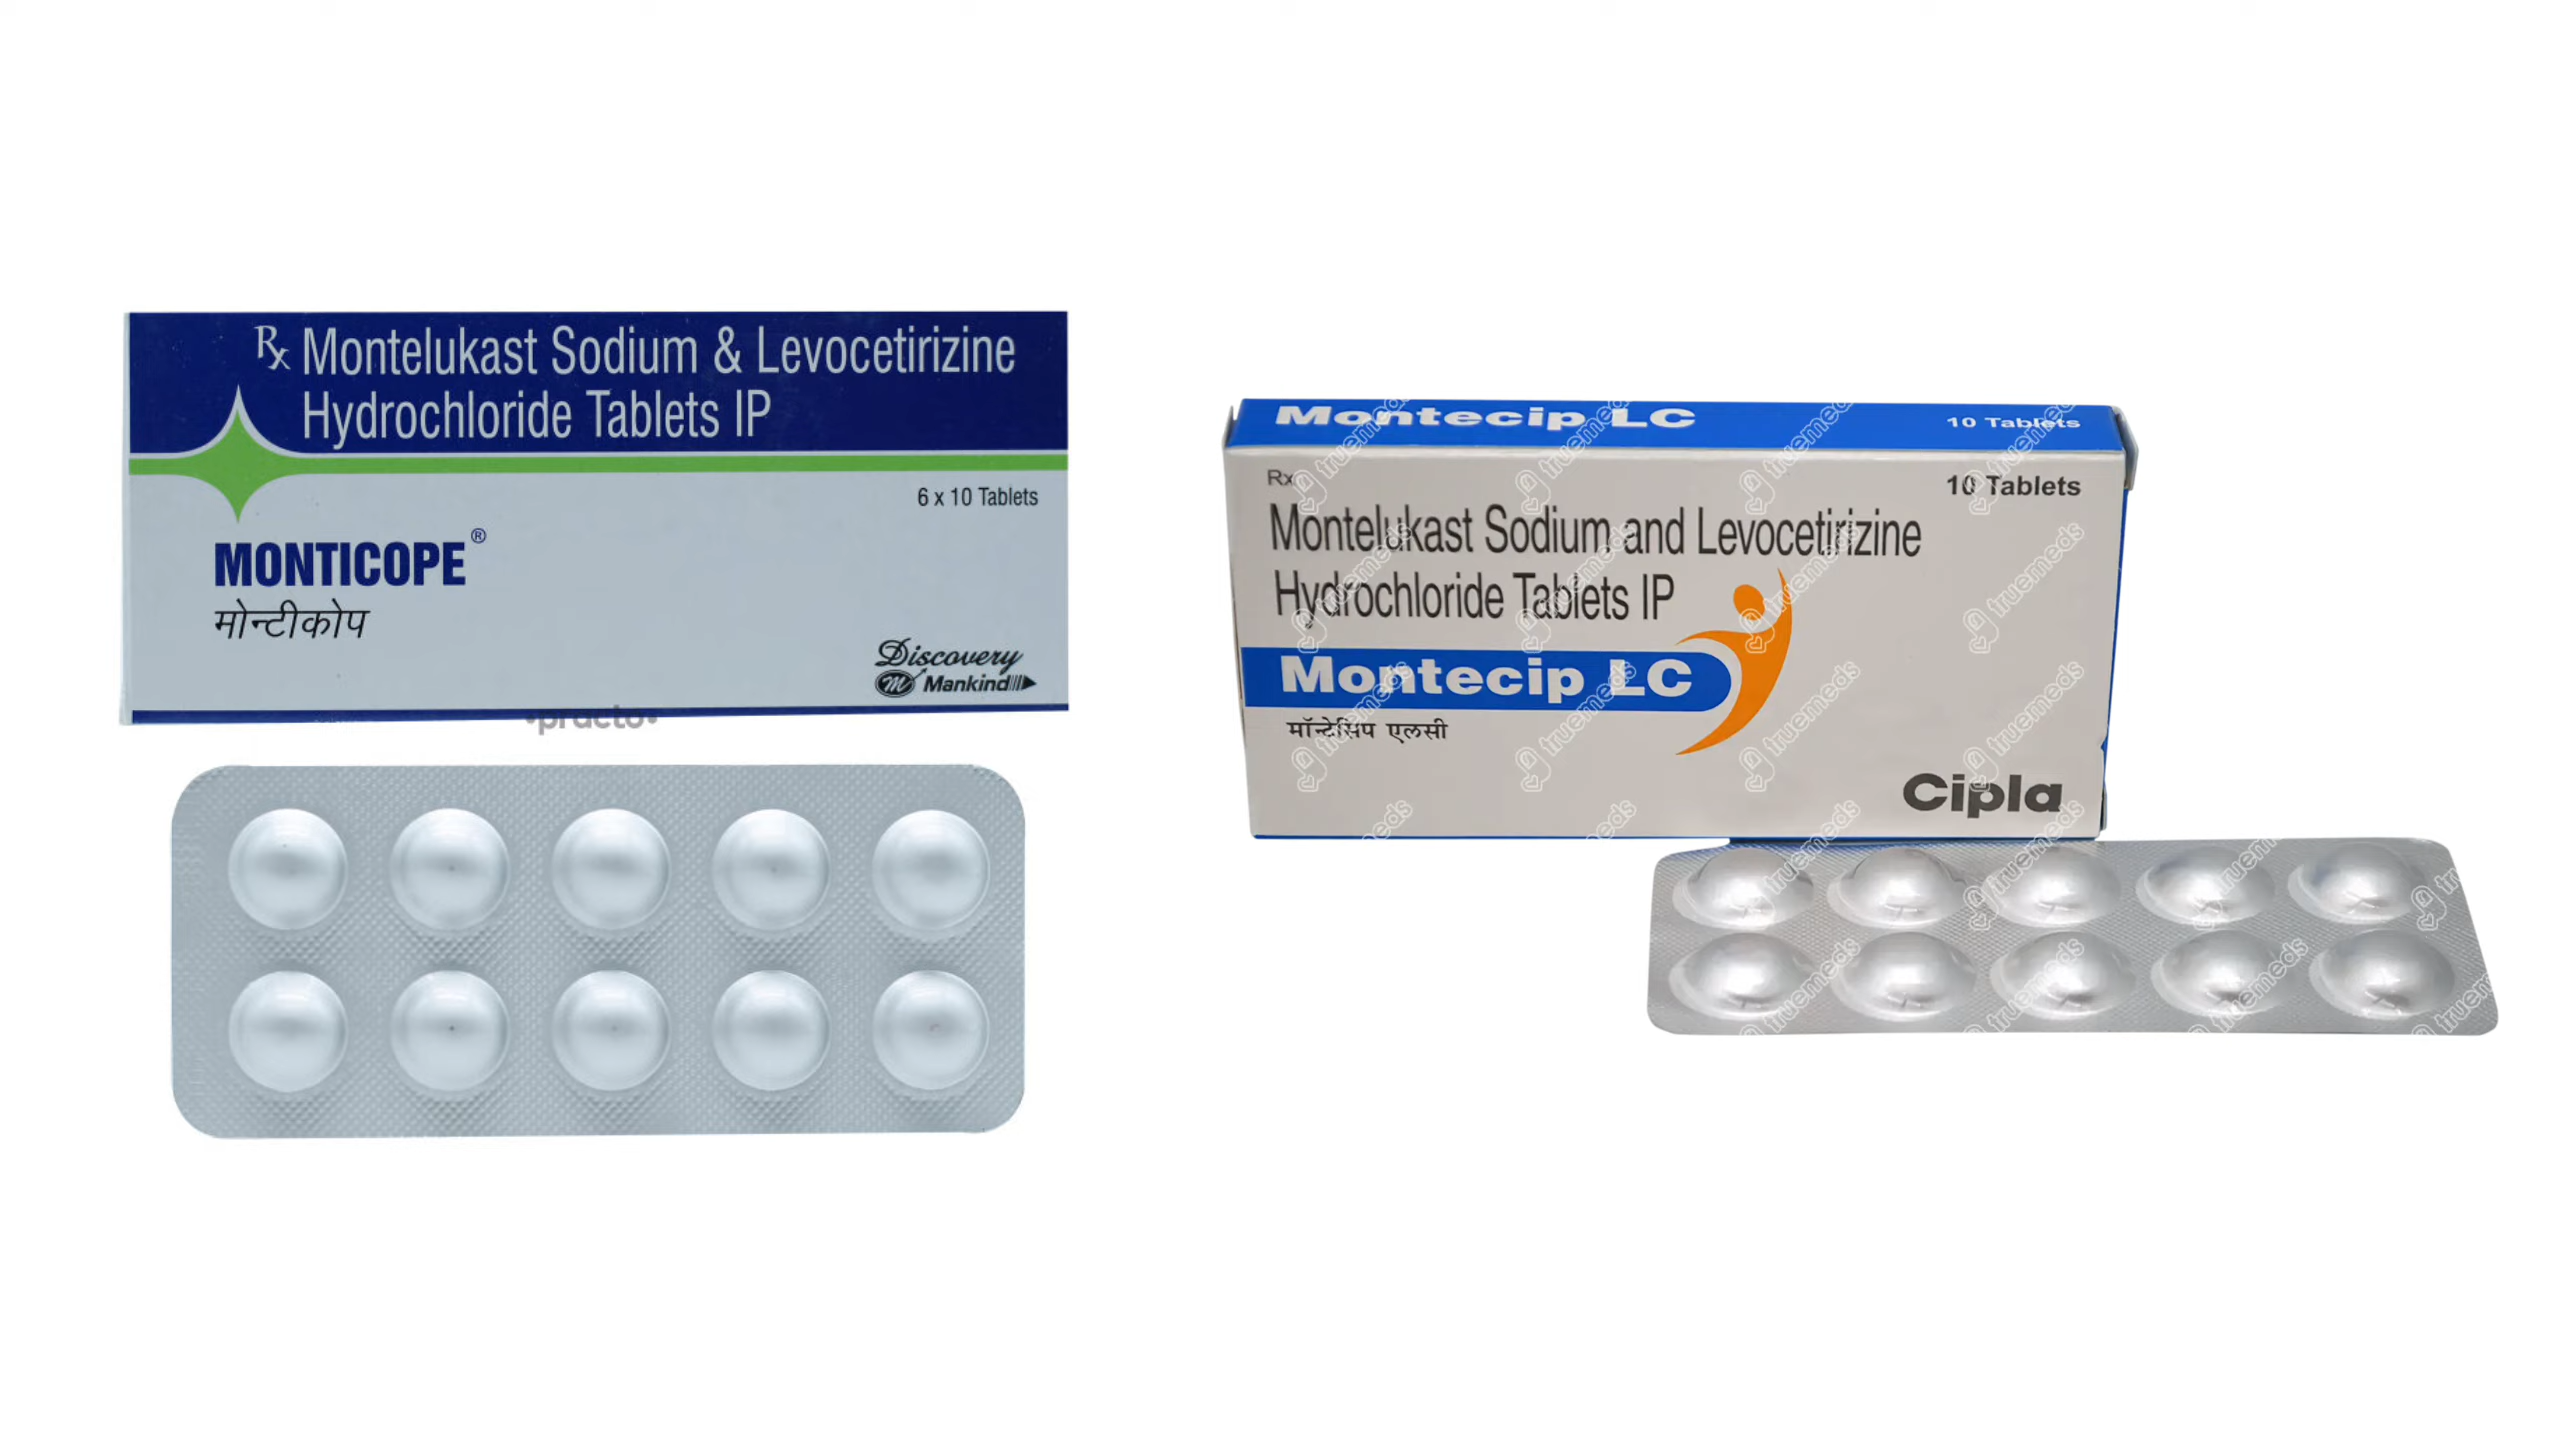 Rx Montelukast Sodium & Levocetirizine
Hydrochloride Tablets IP
6 x 10 Tablets
MONTICOPE®
मोन्टीकोप
Discovery
M Mankind
•practo•
Montecip LC
10 Tablets
Rx
10 Tablets
Montelukast Sodium and Levocetirizine
Hydrochloride Tablets IP
Montecip LC
मॉन्टेसिप एलसी
Cipla
truemeds